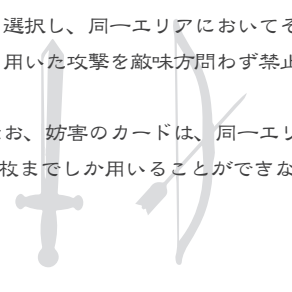 選択し、同一エリアにおいてそ
用いた攻撃を敵味方問わず禁止
お、妨害のカードは、同一エリ
枚までしか用いることができな